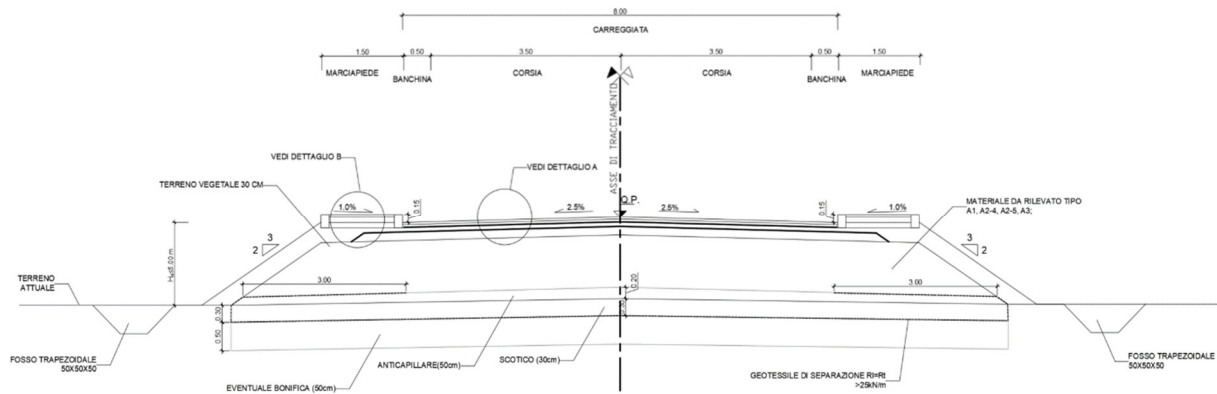 8.00
CARREGGIATA
1.50
0.50
3.50
3.50
0.50
1.50
MARCIAPIEDE
BANCHINA
CORSIA
CORSIA
BANCHINA
MARCIAPIEDE
ASSE DI TRACCIAMENTO
VEDI DETTAGLIO B
VEDI DETTAGLIO A
TERRENO VEGETALE 30 CM
MATERIALE DA RILEVATO TIPO
A1, A2-4, A2-5, A3;
1.0%
0.15
2.5%
Q.P.
2.5%
0.15
1.0%
3
2
3
2
3.00
0.20
3.00
TERRENO
ATTUALE
0.30
0.50
FOSSO TRAPEZOIDALE
50X50X50
ANTICAPILLARE(50cm)
SCOTICO (30cm)
EVENTUALE BONIFICA (50cm)
GEOTESSILE DI SEPARAZIONE Rl=Rt
>25kN/m
FOSSO TRAPEZOIDALE
50X50X50